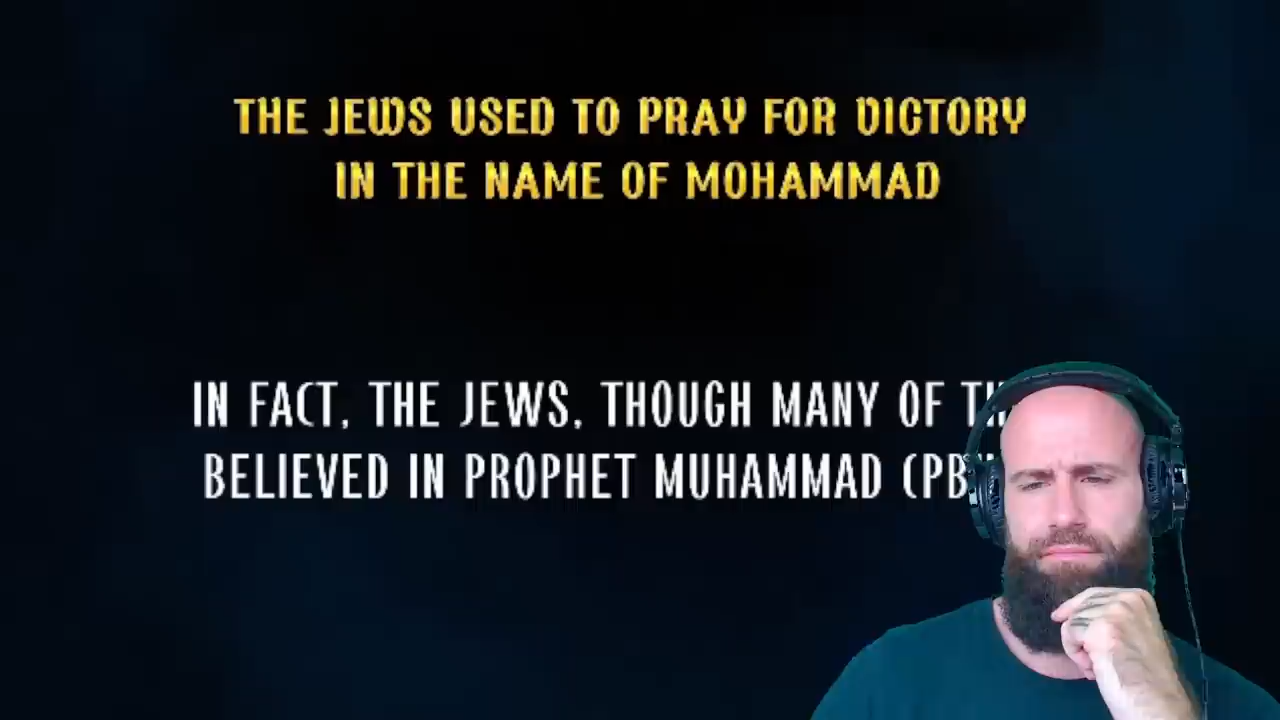 THE JEWS USED TO PRAY FOR VICTORY
IN THE NAME OF MOHAMMAD
IN FACT, THE JEWS, THOUGH MANY OF
BELIEVED IN PROPHET MUHAMMAD